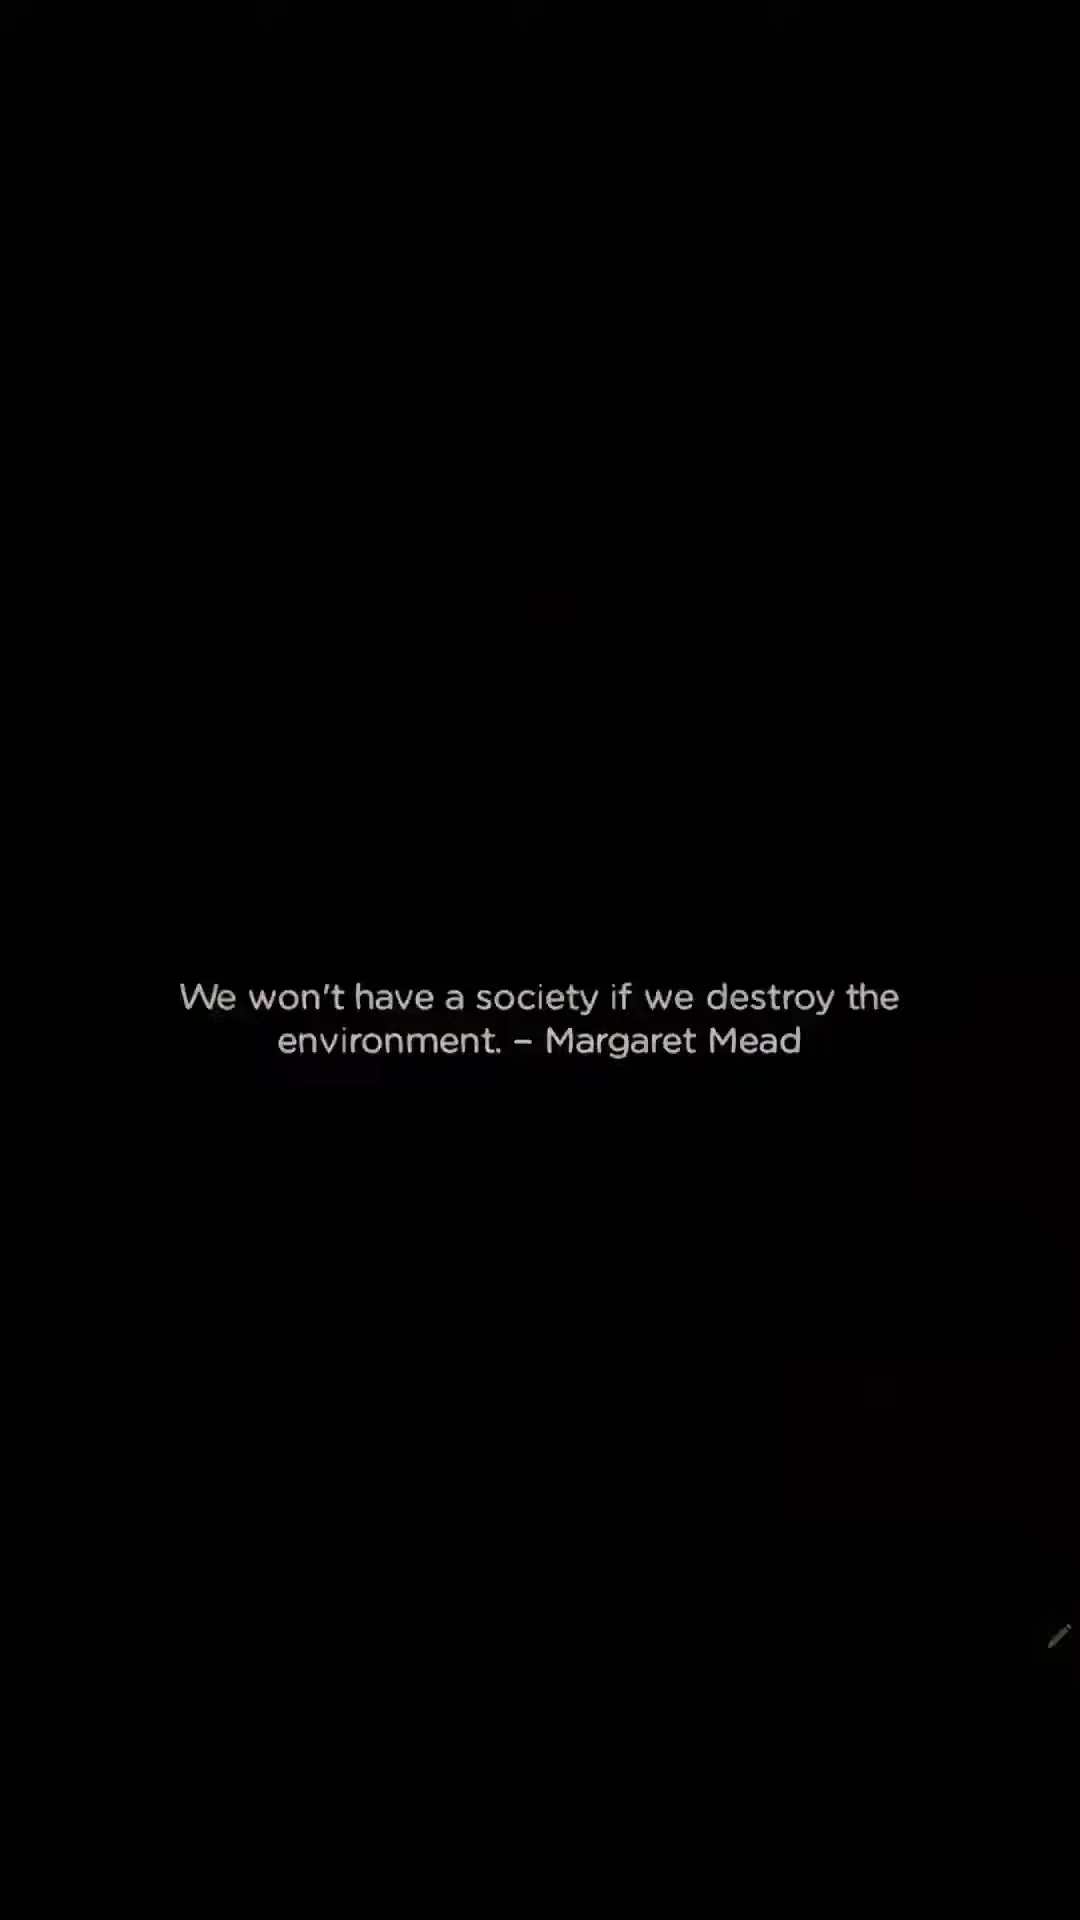 We won't have a society if we destroy the
environment. – Margaret Mead